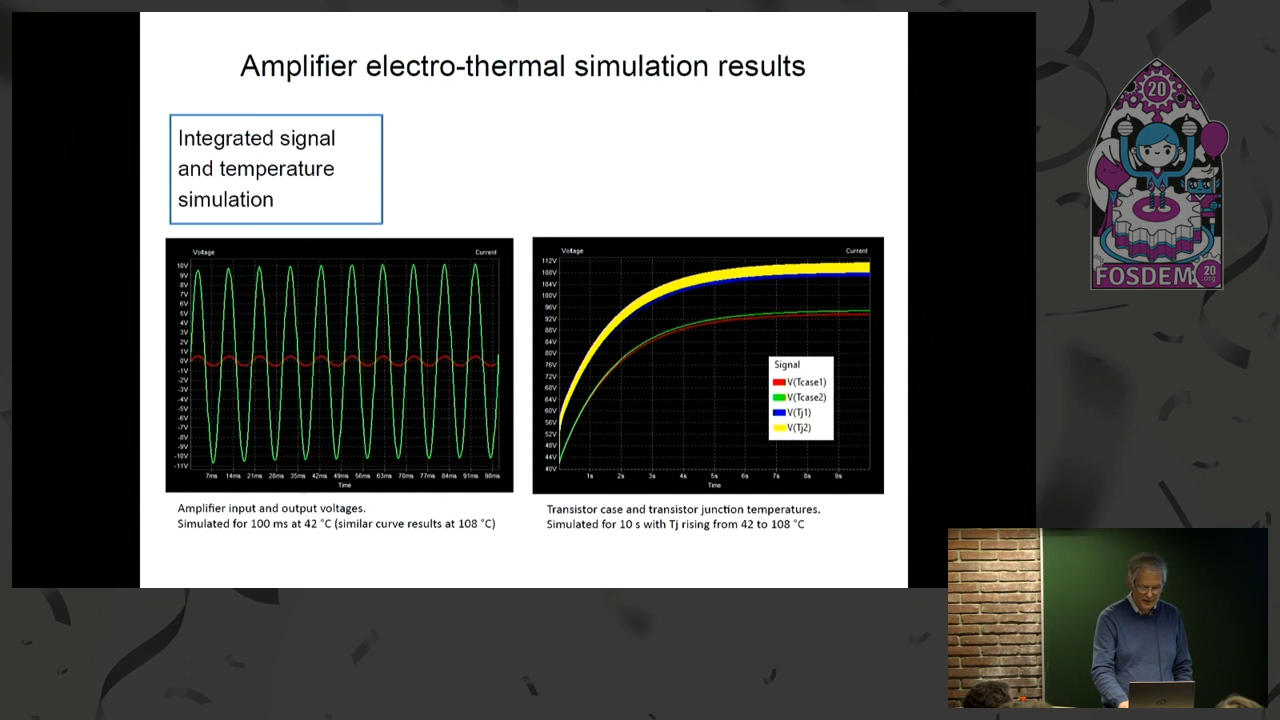 Amplifier electro-thermal simulation results
Integrated signal
and temperature
simulation
Voltage
Current
10V
9V
8V
7V
6V
5V
4V
3V
2V
1V
0V
-1V
-2V
-3V
-4V
-5V
-6V
-7V
-8V
-9V
-10V
-11V
7ms 14ms 21ms 28ms 35ms 42ms 49ms 56ms 63ms 70ms 77ms 84ms 91ms 98ms
Time
Amplifier input and output voltages.
Simulated for 100 ms at 42 °C (similar curve results at 108 °C)
Voltage
Current
112V
108V
104V
100V
96V
92V
88V
84V
80V
76V
72V
68V
64V
60V
56V
52V
48V
44V
40V
1s 2s 3s 4s 5s 6s 7s 8s 9s
Time
Signal
V(Tcase1)
V(Tcase2)
V(Tj1)
V(Tj2)
Transistor case and transistor junction temperatures.
Simulated for 10 s with Tj rising from 42 to 108 °C
20
FOSDEM
20
.org